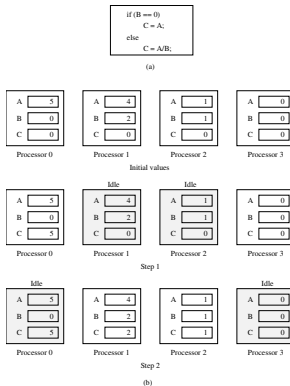 if (B == 0)
C = A;
else
C = A/B;
(a)
A 5 A 4 A 1 A 0
B 0 B 2 B 1 B 0
C 0 C 0 C 0 C 0
Processor 0 Processor 1 Processor 2 Processor 3
Initial values
Idle Idle
A 5 A 4 A 1 A 0
B 0 B 2 B 1 B 0
C 5 C 0 C 0 C 0
Processor 0 Processor 1 Processor 2 Processor 3
Step 1
Idle Idle
A 5 A 4 A 1 A 0
B 0 B 2 B 1 B 0
C 5 C 2 C 1 C 0
Processor 0 Processor 1 Processor 2 Processor 3
Step 2
(b)